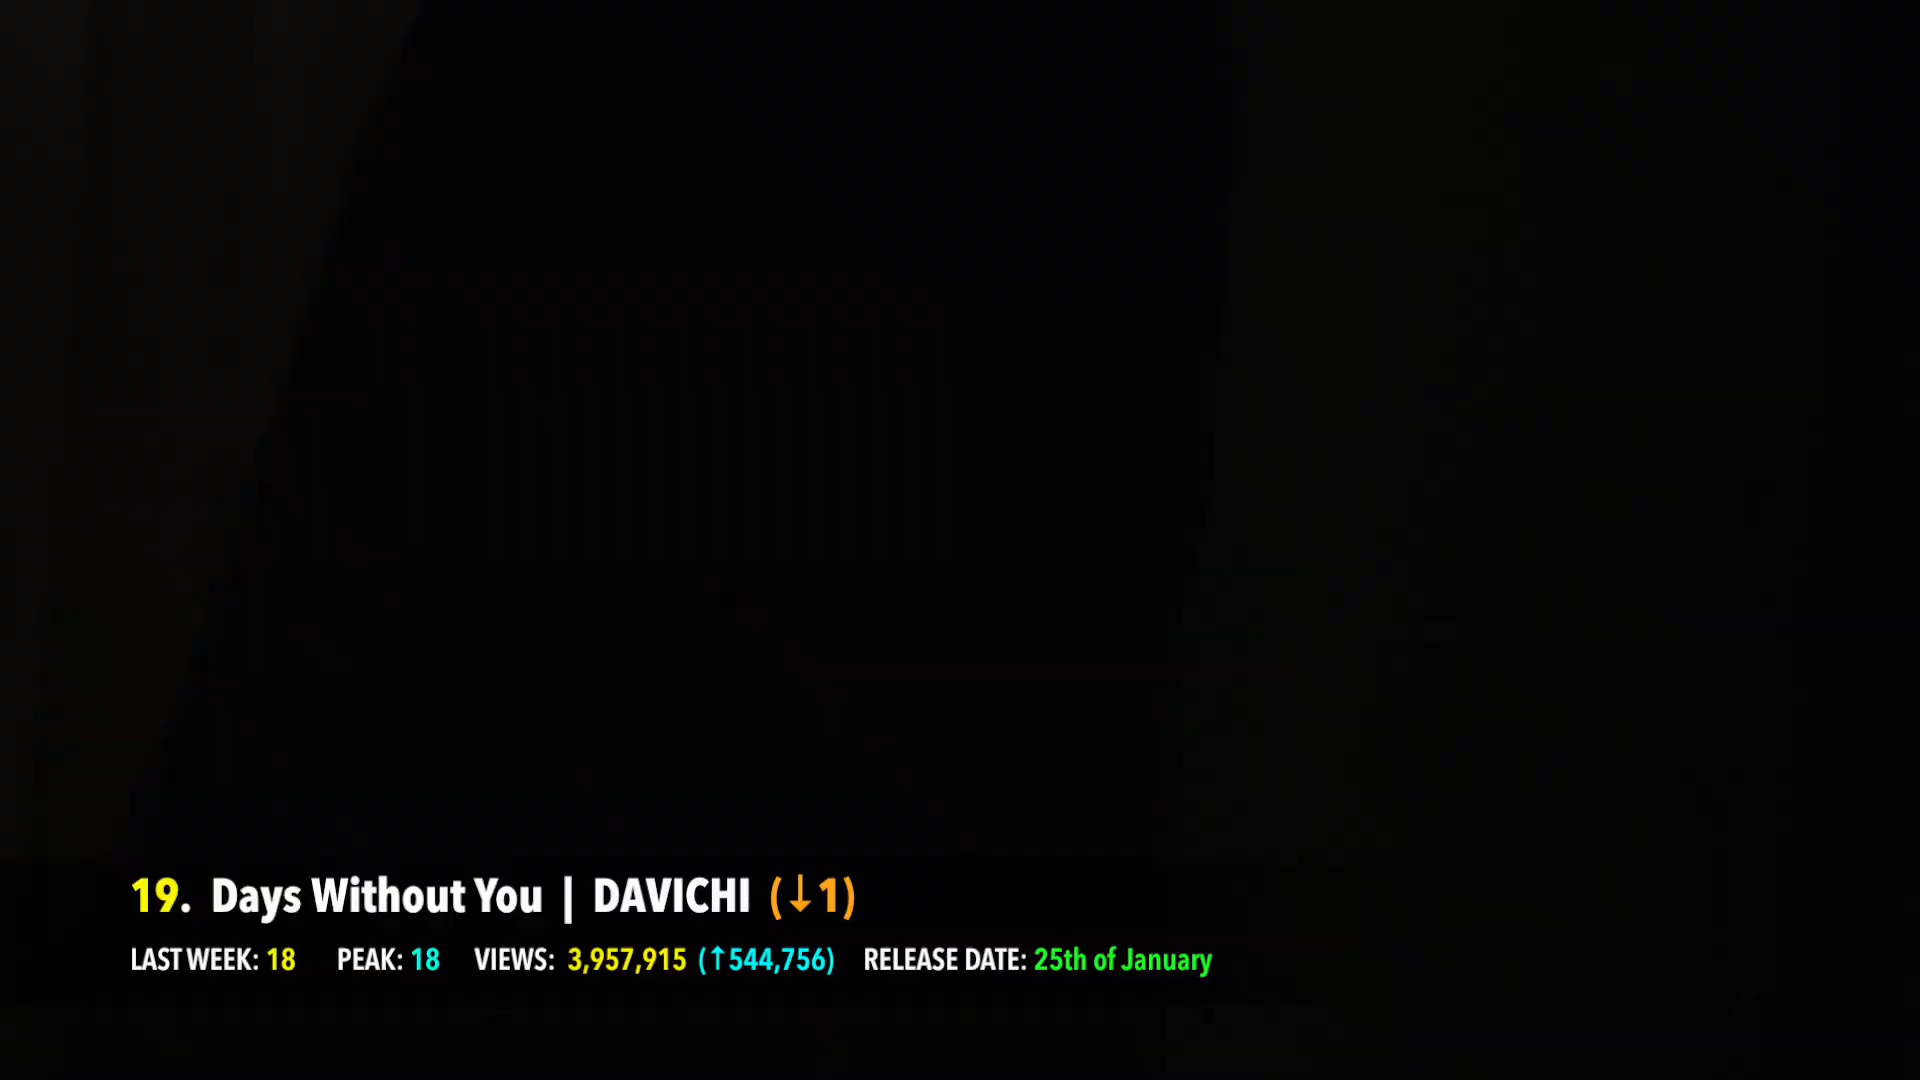 19. Days Without You | DAVICHI (↓1)
LAST WEEK: 18 PEAK: 18 VIEWS: 3,957,915 (↑544,756) RELEASE DATE: 25th of January